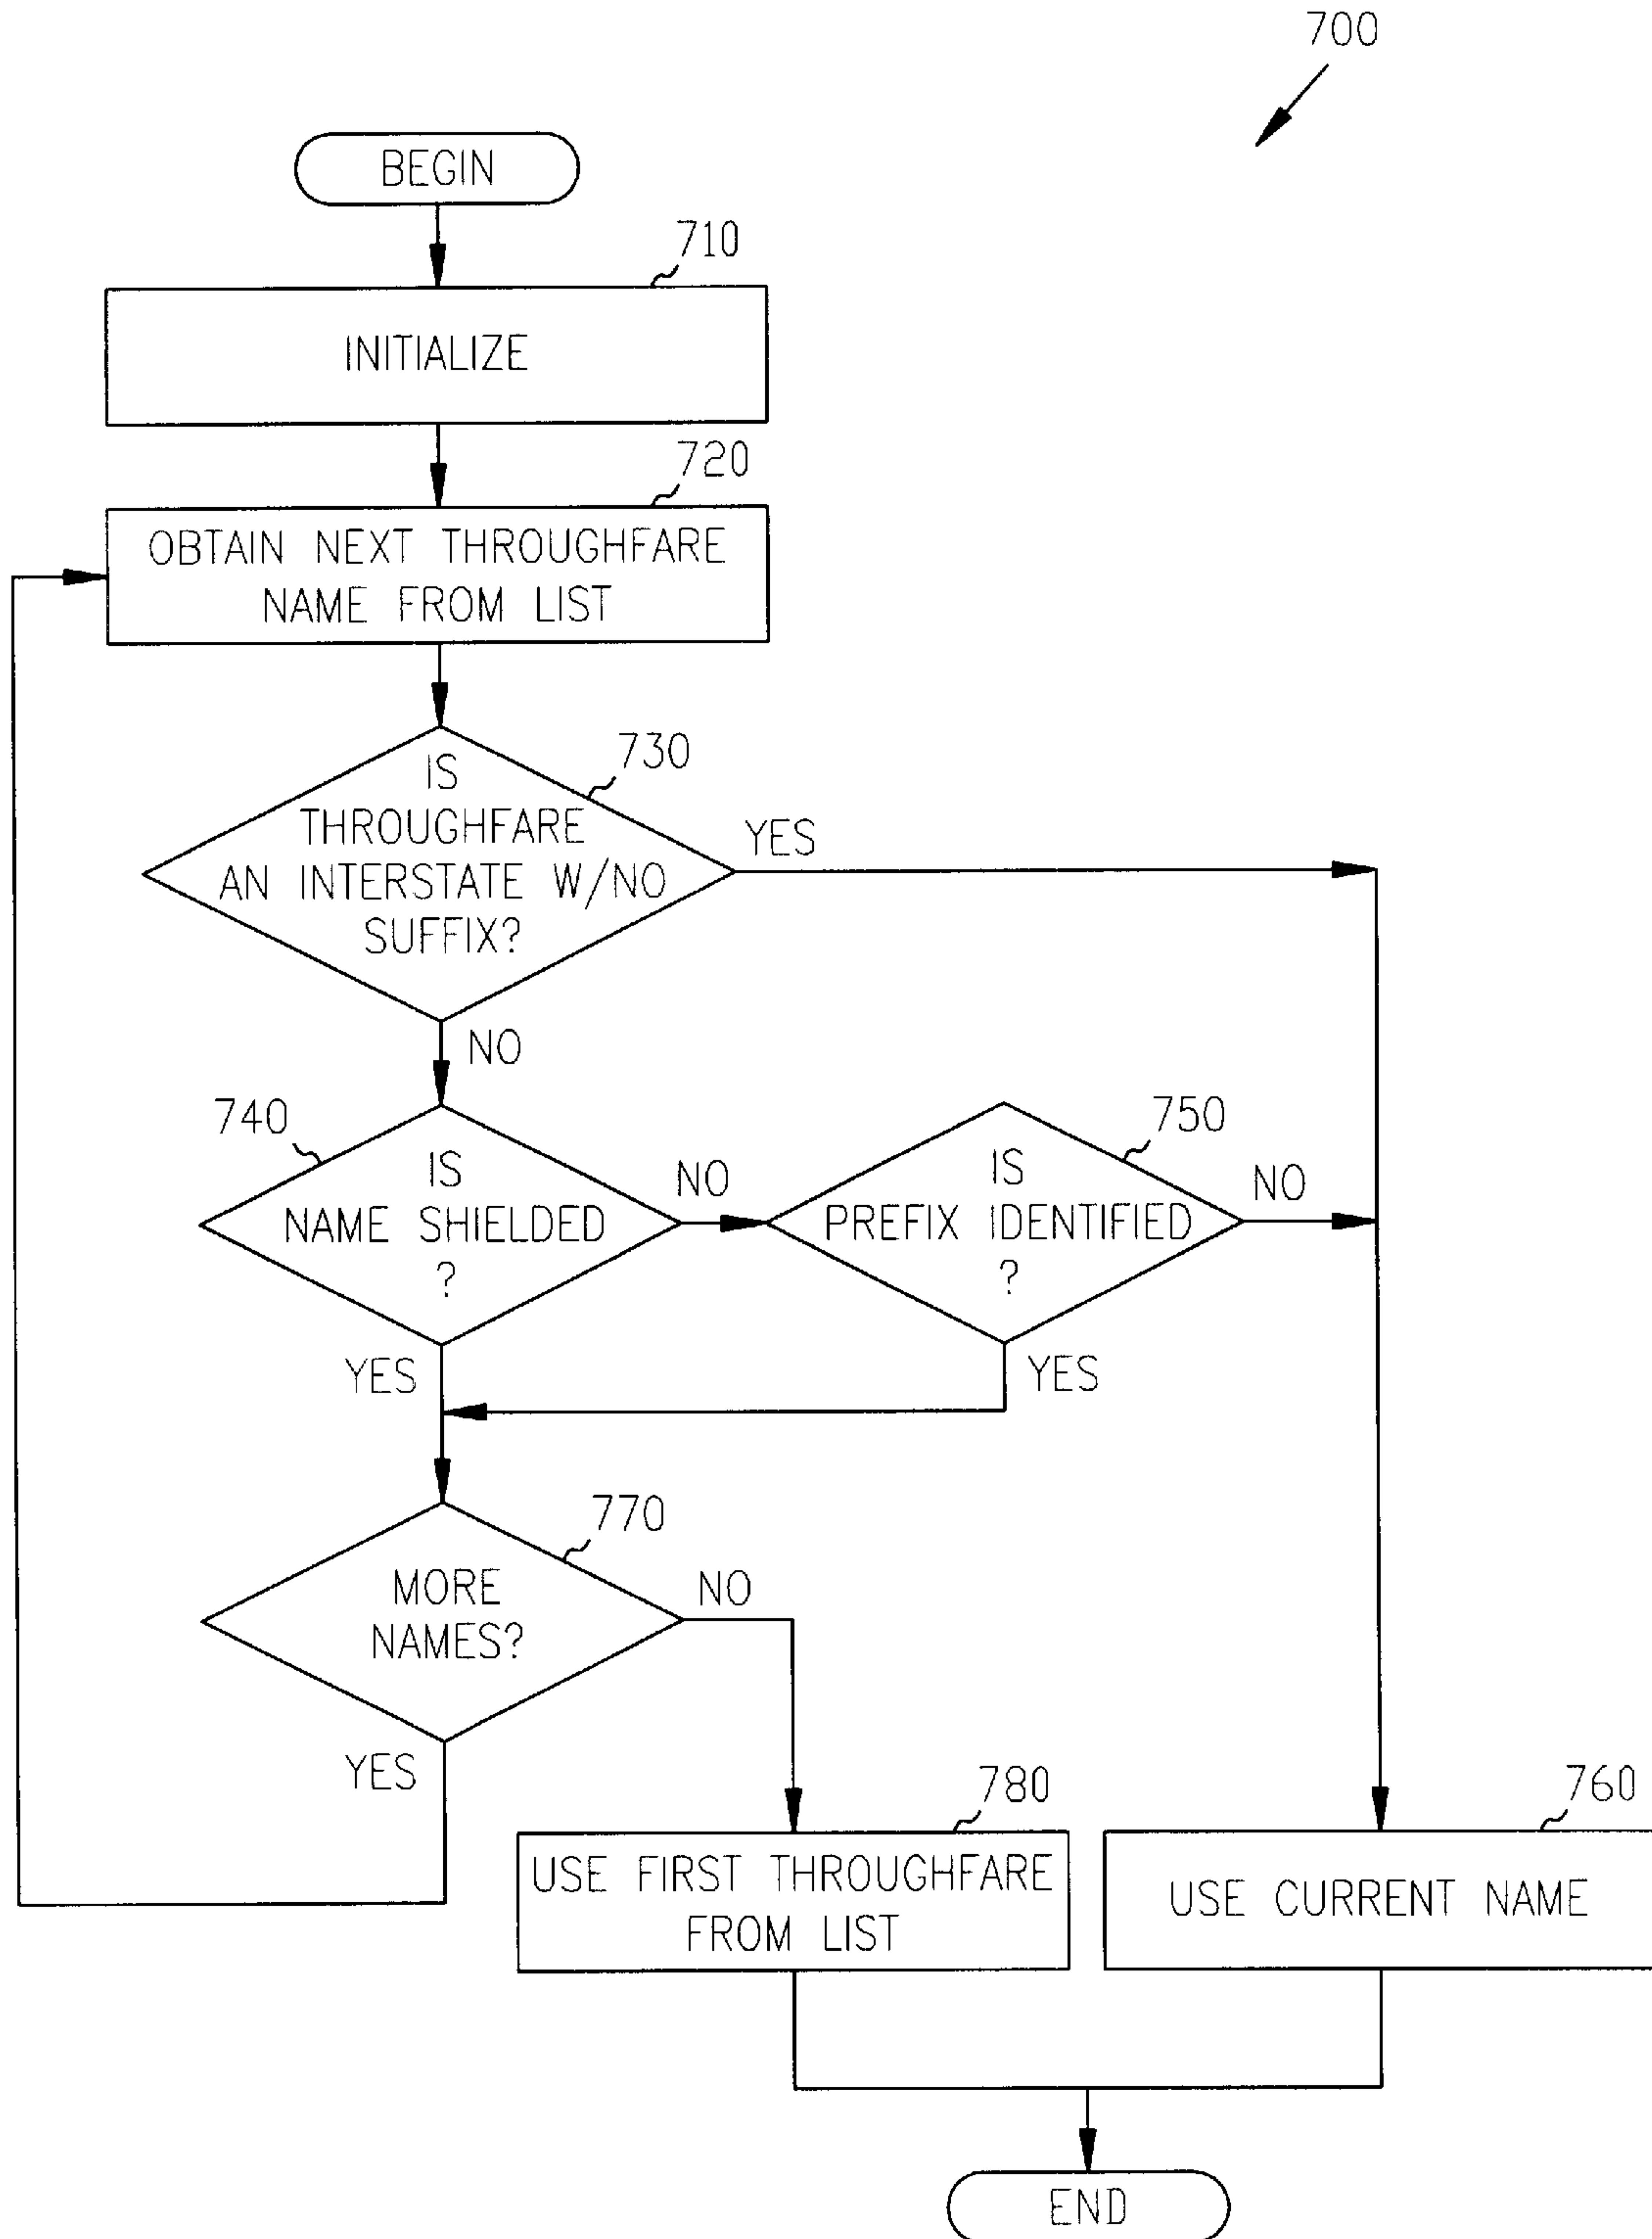 700
BEGIN
710
INITIALIZE
720
OBTAIN NEXT THROUGHFARE
NAME FROM LIST
730
IS
THROUGHFARE
AN INTERSTATE W/NO
SUFFIX?
YES
NO
740
IS
NAME SHIELDED
?
NO
750
IS
PREFIX IDENTIFIED
?
NO
YES
YES
770
MORE
NAMES?
NO
YES
780
USE FIRST THROUGHFARE
FROM LIST
760
USE CURRENT NAME
END